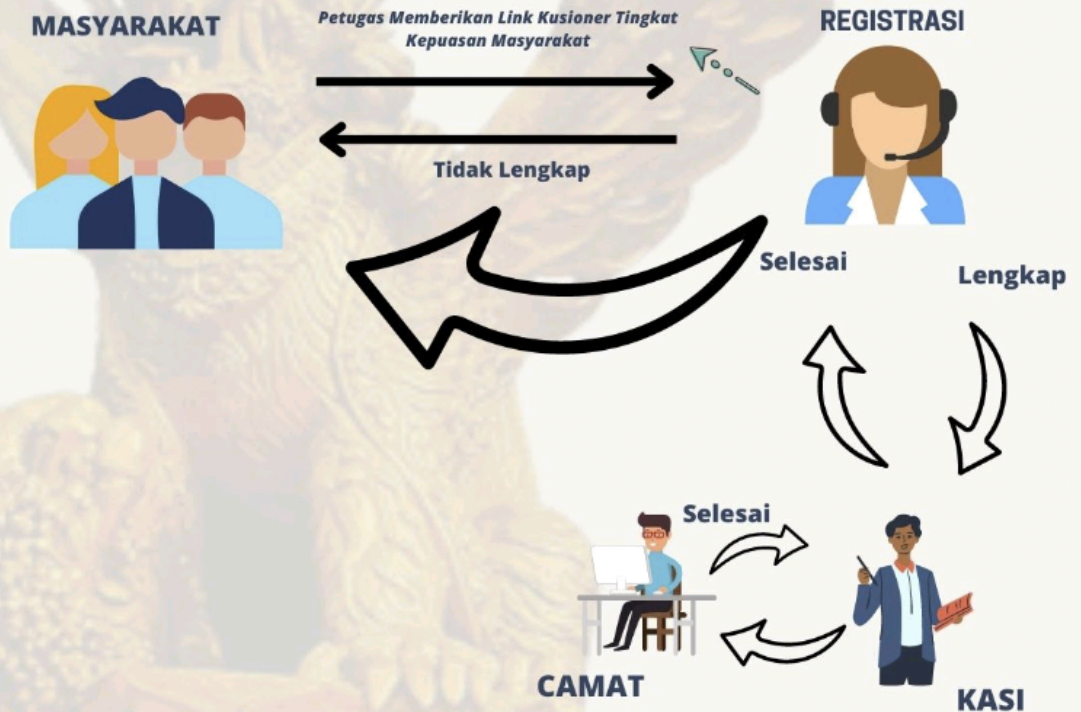 MASYARAKAT
Petugas Memberikan Link Kusioner Tingkat
Kepuasan Masyarakat
REGISTRASI
Tidak Lengkap
Selesai
Lengkap
Selesai
CAMAT
KASI